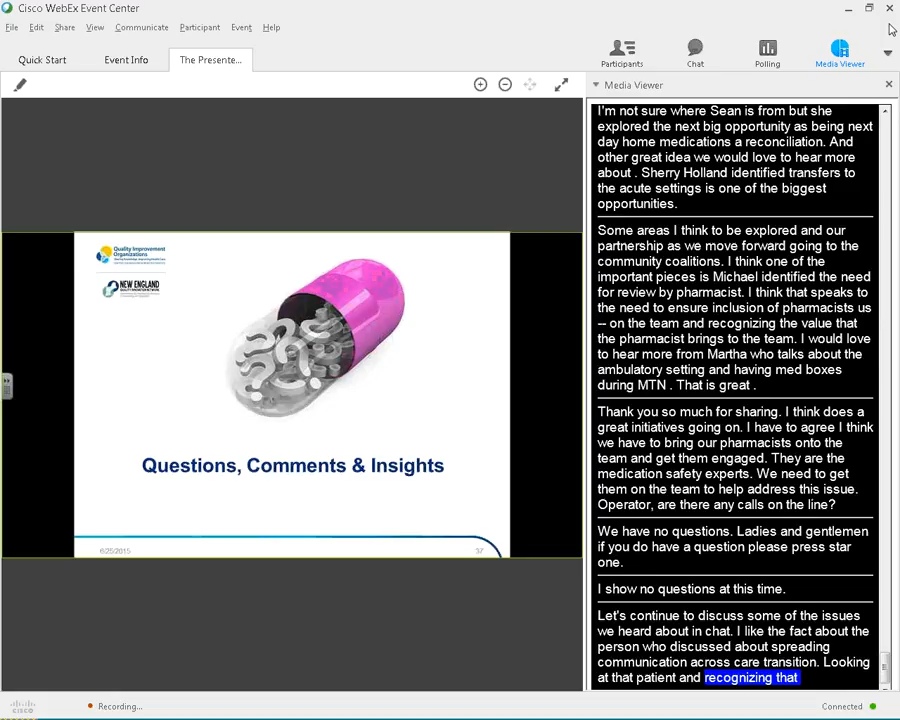 Cisco WebEx Event Center
File Edit Share View Communicate Participant Event Help
Quick Start Event Info The Presente...
Participants Chat Polling Media Viewer
Media Viewer
I'm not sure where Sean is from but she
explored the next big opportunity as being next
day home medications a reconciliation. And
other great idea we would love to hear more
about . Sherry Holland identified transfers to
the acute settings is one of the biggest
opportunities.
Some areas I think to be explored and our
partnership as we move forward going to the
community coalitions. I think one of the
important pieces is Michael identified the need
for review by pharmacist. I think that speaks to
the need to ensure inclusion of pharmacists us
-- on the team and recognizing the value that
the pharmacist brings to the team. I would love
to hear more from Martha who talks about the
ambulatory setting and having med boxes
during MTN . That is great .
Thank you so much for sharing. I think does a
great initiatives going on. I have to agree I think
we have to bring our pharmacists onto the
team and get them engaged. They are the
medication safety experts. We need to get
them on the team to help address this issue.
Operator, are there any calls on the line?
We have no questions. Ladies and gentlemen
if you do have a question please press star
one.
I show no questions at this time.
Let's continue to discuss some of the issues
we heard about in chat. I like the fact about the
person who discussed about spreading
communication across care transition. Looking
at that patient and recognizing that
Quality Improvement
Organizations
NEW ENGLAND
Questions, Comments & Insights
6/25/2015 37
CISCO Recording... Connected